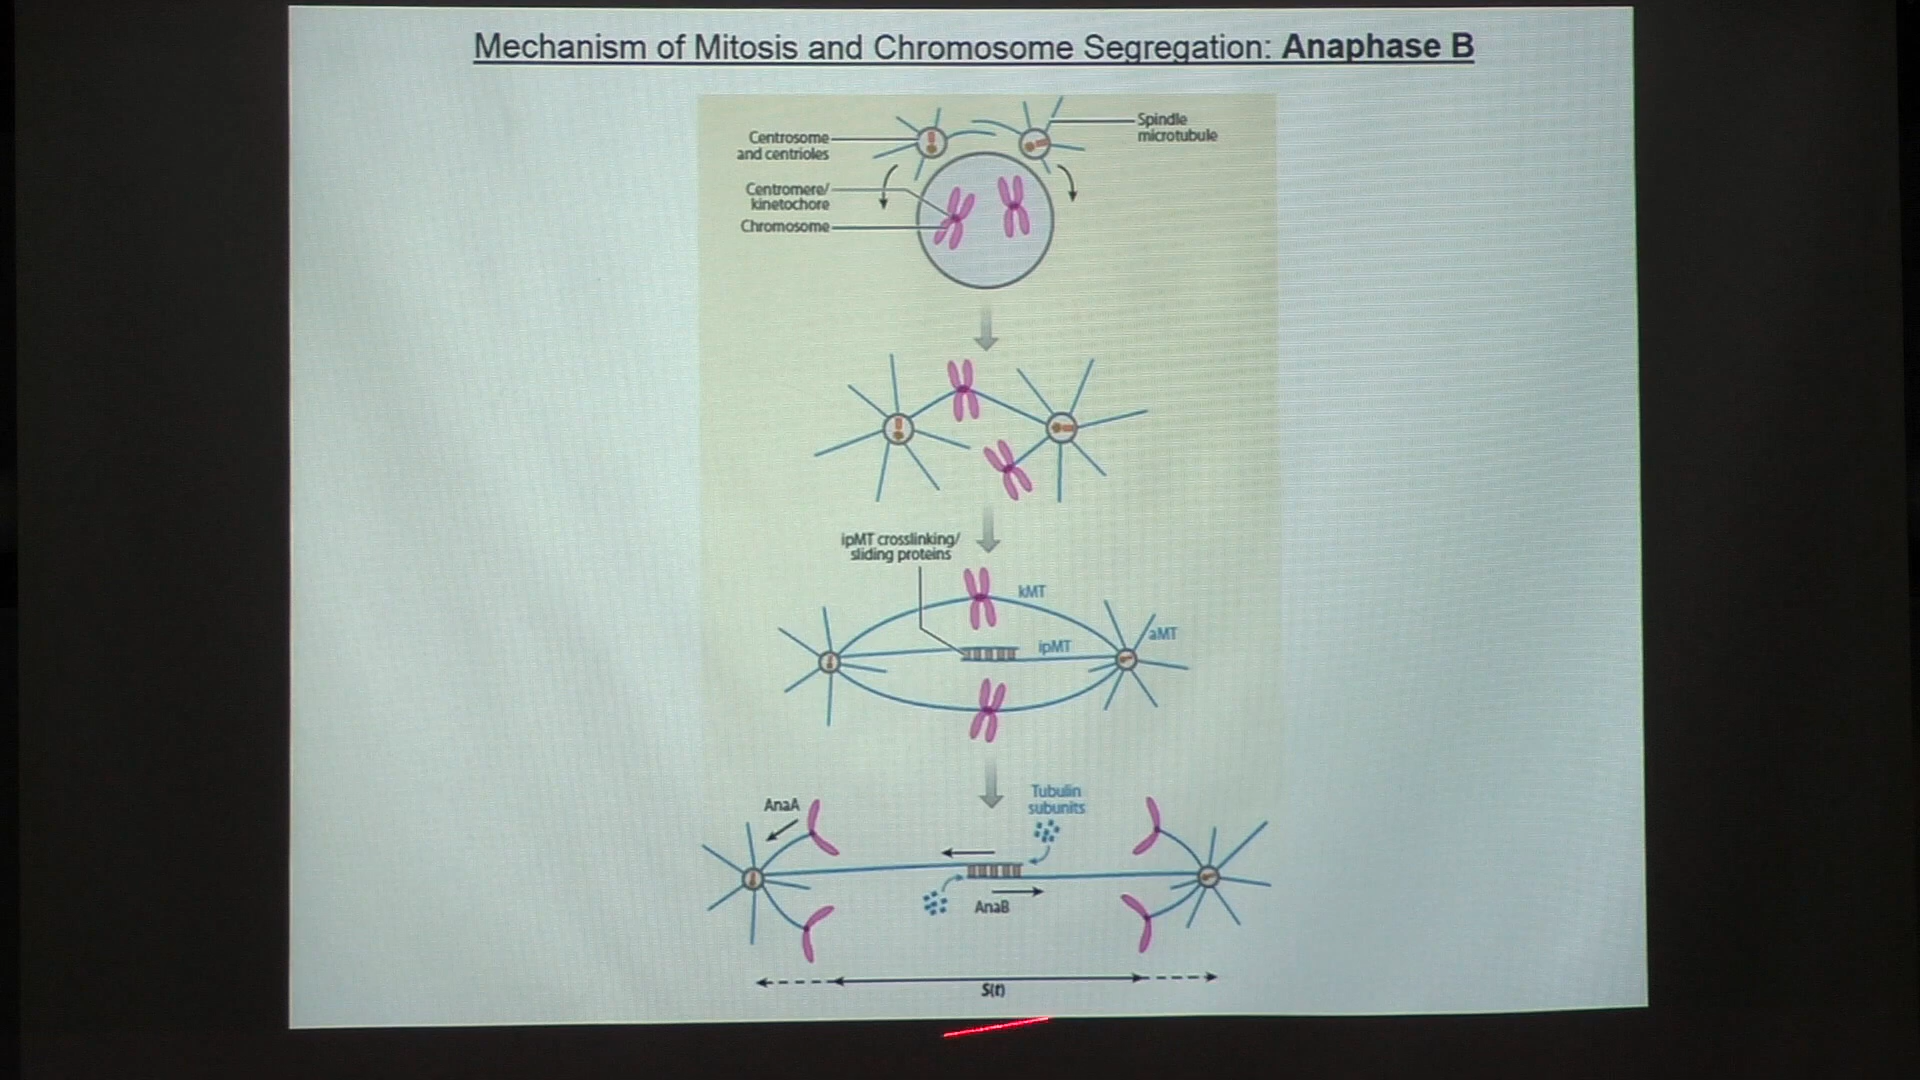 Mechanism of Mitosis and Chromosome Segregation: Anaphase B
Centrosome
and centrioles
Spindle
microtubule
Centromere/
kinetochore
Chromosome
ipMT crosslinking/
sliding proteins
kMT
aMT
ipMT
AnaA
Tubulin
subunits
AnaB
S(t)